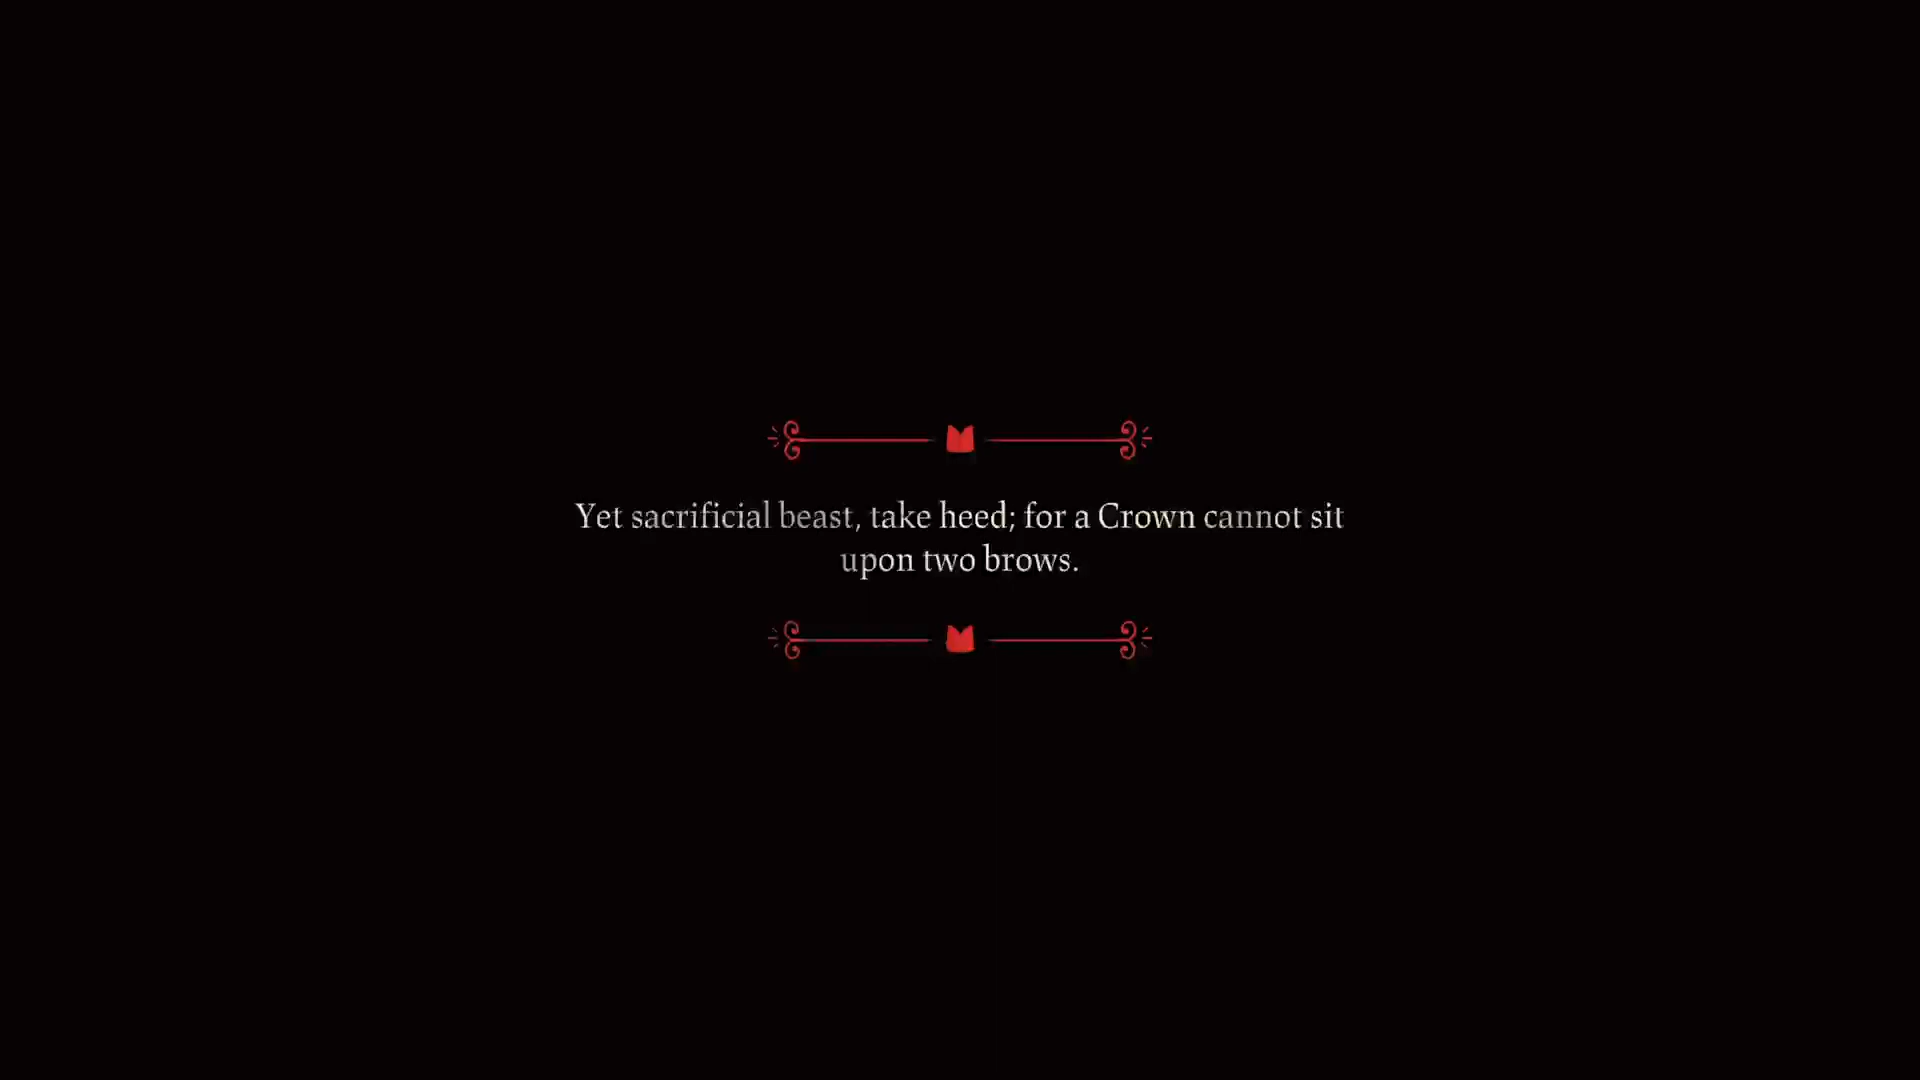 Yet sacrificial beast, take heed; for a Crown cannot sit
upon two brows.